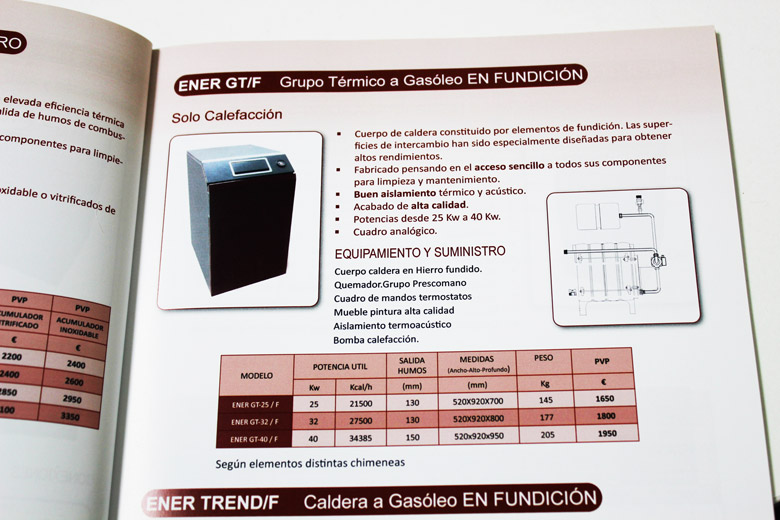 RO
elevada eficiencia térmica
alida de humos de combus-
componentes para limpie-
oxidable o vitrificados de
PVP PVP
CUMULADOR ACUMULADOR
ITRIFICADO INOXIDABLE
€ €
2200 2400
2400 2600
2850 2950
100 3350
ENER GT/F Grupo Térmico a Gasóleo EN FUNDICIÓN
Solo Calefacción
▪ Cuerpo de caldera constituido por elementos de fundición. Las super-
ficies de intercambio han sido especialmente diseñadas para obtener
altos rendimientos.
▪ Fabricado pensando en el acceso sencillo a todos sus componentes
para limpieza y mantenimiento.
▪ Buen aislamiento térmico y acústico.
▪ Acabado de alta calidad.
▪ Potencias desde 25 Kw a 40 Kw.
▪ Cuadro analógico.
EQUIPAMIENTO Y SUMINISTRO
Cuerpo caldera en Hierro fundido.
Quemador.Grupo Prescomano
Cuadro de mandos termostatos
Mueble pintura alta calidad
Aislamiento termoacústico
Bomba calefacción.
MODELO POTENCIA UTIL SALIDA HUMOS MEDIDAS (Ancho-Alto-Profundo) PESO PVP
Kw Kcal/h (mm) (mm) Kg €
ENER GT-25 / F 25 21500 130 520X920X700 145 1650
ENER GT-32 / F 32 27500 130 520X920X800 177 1800
ENER GT-40 / F 40 34385 150 520x920x950 205 1950
Según elementos distintas chimeneas
ENER TREND/F Caldera a Gasóleo EN FUNDICIÓN